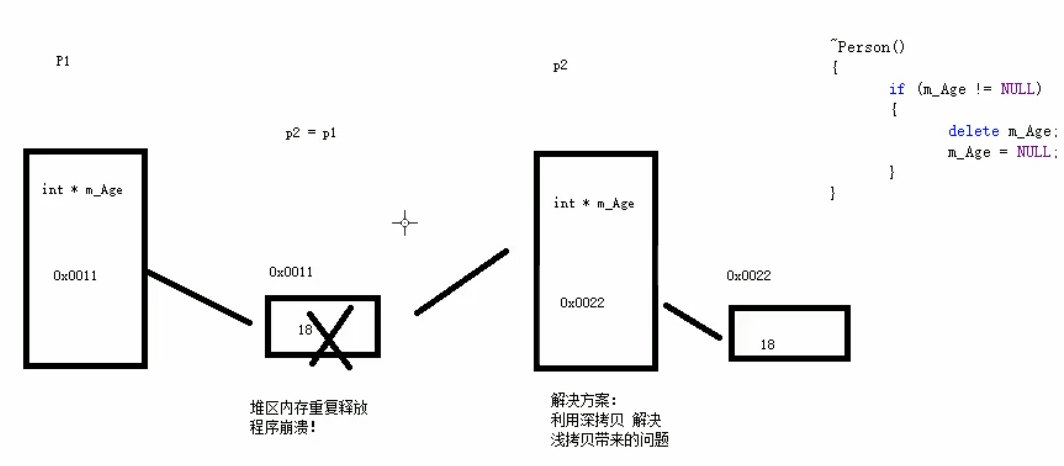 P1
p2 = p1
int * m_Age
0x0011
0x0011
18
堆区内存重复释放
程序崩溃!
p2
int * m_Age
0x0022
0x0022
18
解决方案:
利用深拷贝 解决
浅拷贝带来的问题
~Person()
{
if (m_Age != NULL)
{
delete m_Age;
m_Age = NULL;
}
}